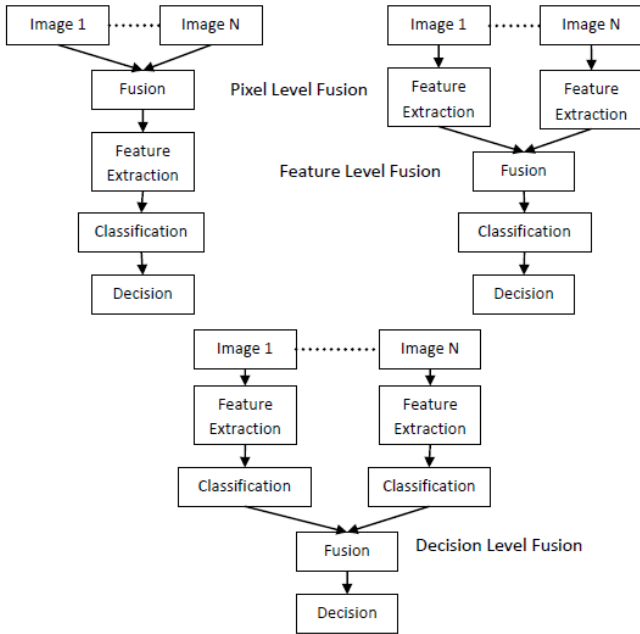 Image 1
Image N
Fusion
Feature
Extraction
Classification
Decision
Pixel Level Fusion
Image 1
Image N
Feature
Extraction
Feature
Extraction
Feature Level Fusion
Fusion
Classification
Decision
Image 1
Image N
Feature
Extraction
Feature
Extraction
Classification
Classification
Fusion
Decision Level Fusion
Decision